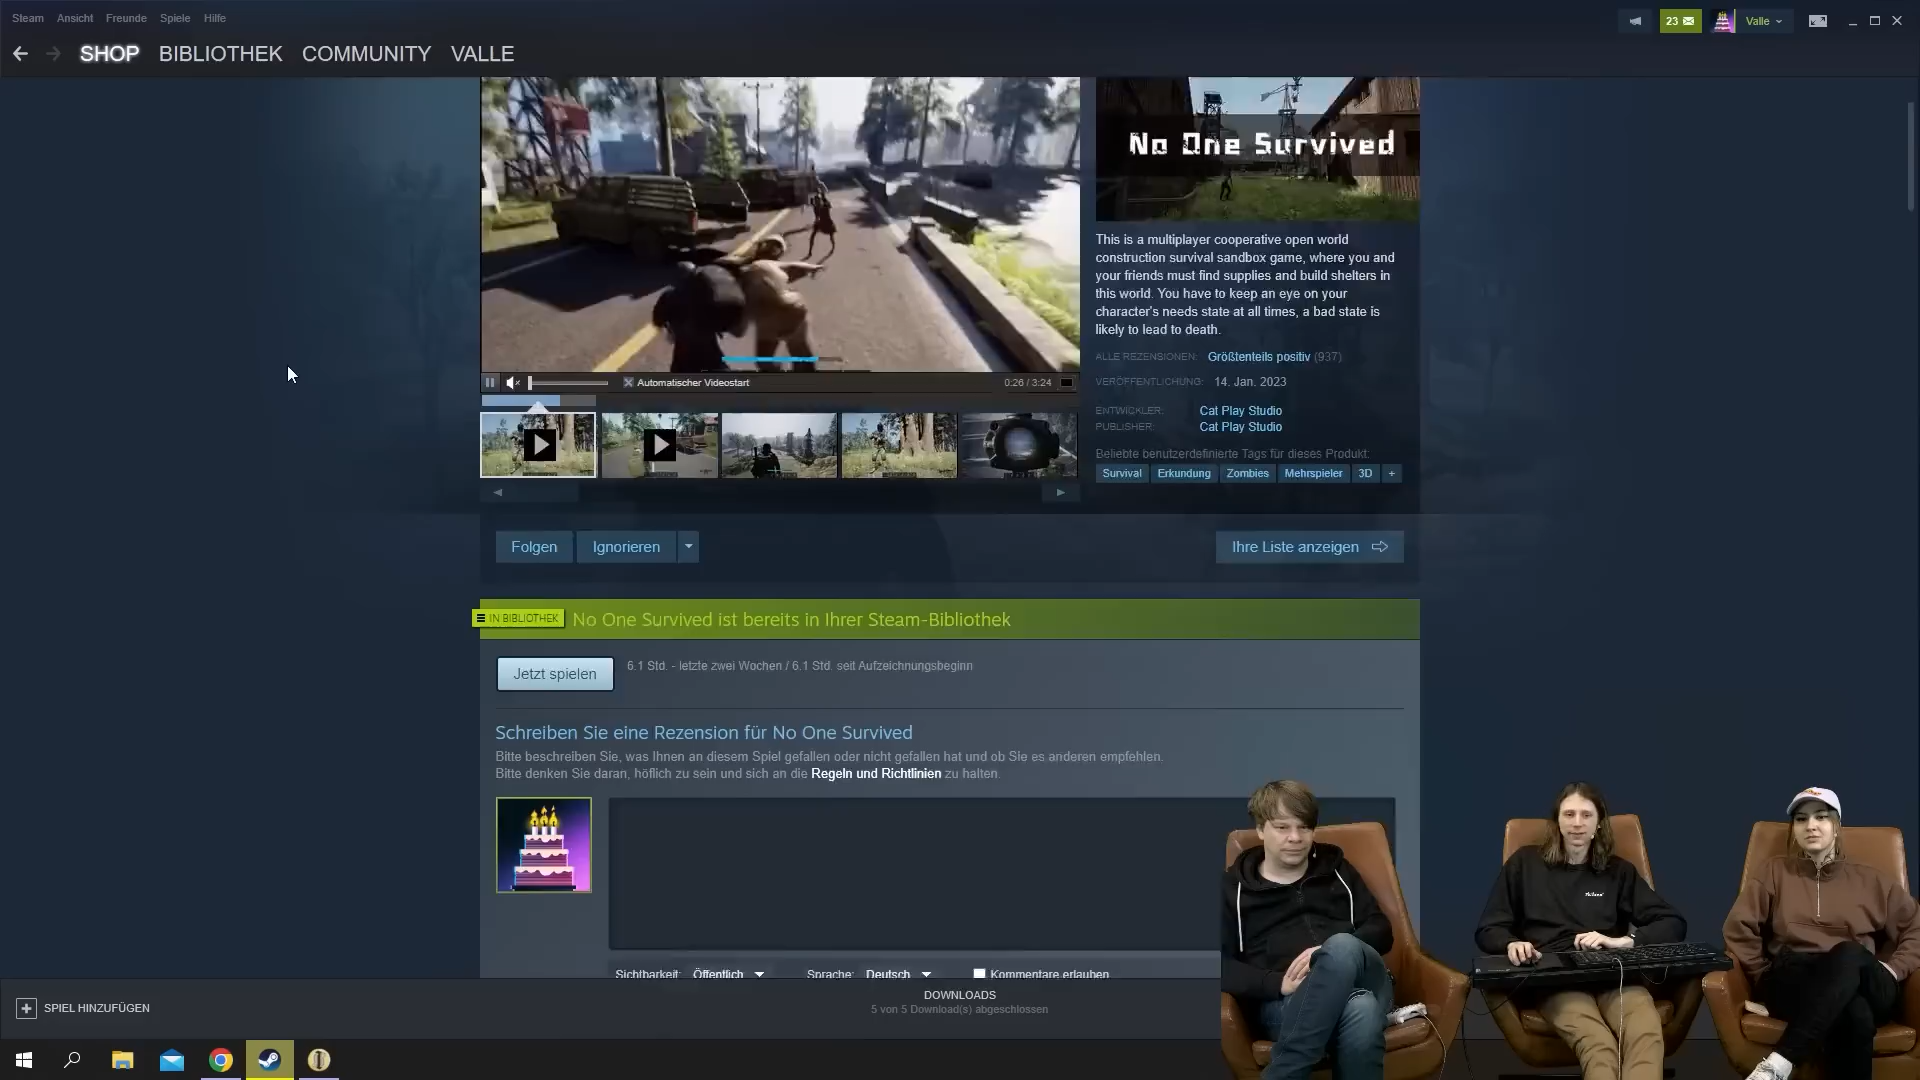 Steam Ansicht Freunde Spiele Hilfe
23
Valle
SHOP BIBLIOTHEK COMMUNITY VALLE
No One Survived
This is a multiplayer cooperative open world
construction survival sandbox game, where you and
your friends must find supplies and build shelters in
this world. You have to keep an eye on your
character's needs state at all times, a bad state is
likely to lead to death.
ALLE REZENSIONEN: Größtenteils positiv (937)
VERÖFFENTLICHUNG: 14. Jan. 2023
ENTWICKLER: Cat Play Studio
PUBLISHER: Cat Play Studio
Beliebte benutzerdefinierte Tags für dieses Produkt:
Survival Erkundung Zombies Mehrspieler 3D +
Automatischer Videostart
0:26 / 3:24
Folgen Ignorieren
Ihre Liste anzeigen
IN BIBLIOTHEK No One Survived ist bereits in Ihrer Steam-Bibliothek
Jetzt spielen
6.1 Std. - letzte zwei Wochen / 6.1 Std. seit Aufzeichnungsbeginn
Schreiben Sie eine Rezension für No One Survived
Bitte beschreiben Sie, was Ihnen an diesem Spiel gefallen oder nicht gefallen hat und ob Sie es anderen empfehlen.
Bitte denken Sie daran, höflich zu sein und sich an die Regeln und Richtlinien zu halten.
Sichtbarkeit: Öffentlich Sprache: Deutsch Kommentare erlauben
SPIEL HINZUFÜGEN
DOWNLOADS
5 von 5 Download(s) abgeschlossen